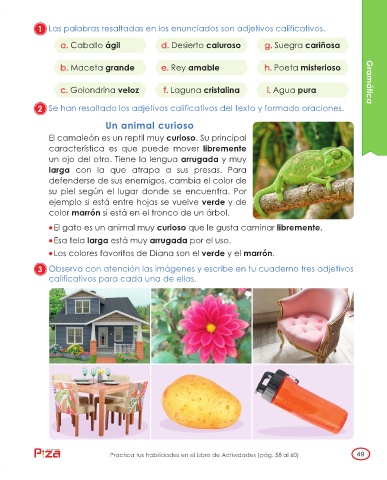 1 Las palabras resaltadas en los enunciados son adjetivos calificativos.
a. Caballo ágil d. Desierto caluroso g. Suegra cariñosa
b. Maceta grande e. Rey amable h. Poeta misterioso
c. Golondrina veloz f. Laguna cristalina i. Agua pura
Gramática
2 Se han resaltado los adjetivos calificativos del texto y formado oraciones.
Un animal curioso
El camaleón es un reptil muy curioso. Su principal
característica es que puede mover libremente
un ojo del otro. Tiene la lengua arrugada y muy
larga con la que atrapa a sus presas. Para
defenderse de sus enemigos, cambia el color de
su piel según el lugar donde se encuentra. Por
ejemplo si está entre hojas se vuelve verde y de
color marrón si está en el tronco de un árbol.
•El gato es un animal muy curioso que le gusta caminar libremente.
•Esa tela larga está muy arrugada por el uso.
•Los colores favoritos de Diana son el verde y el marrón.
3 Observa con atención las imágenes y escribe en tu cuaderno tres adjetivos
calificativos para cada una de ellas.
Piza
Practica tus habilidades en el Libro de Actividades (pág. 58 al 60)
49